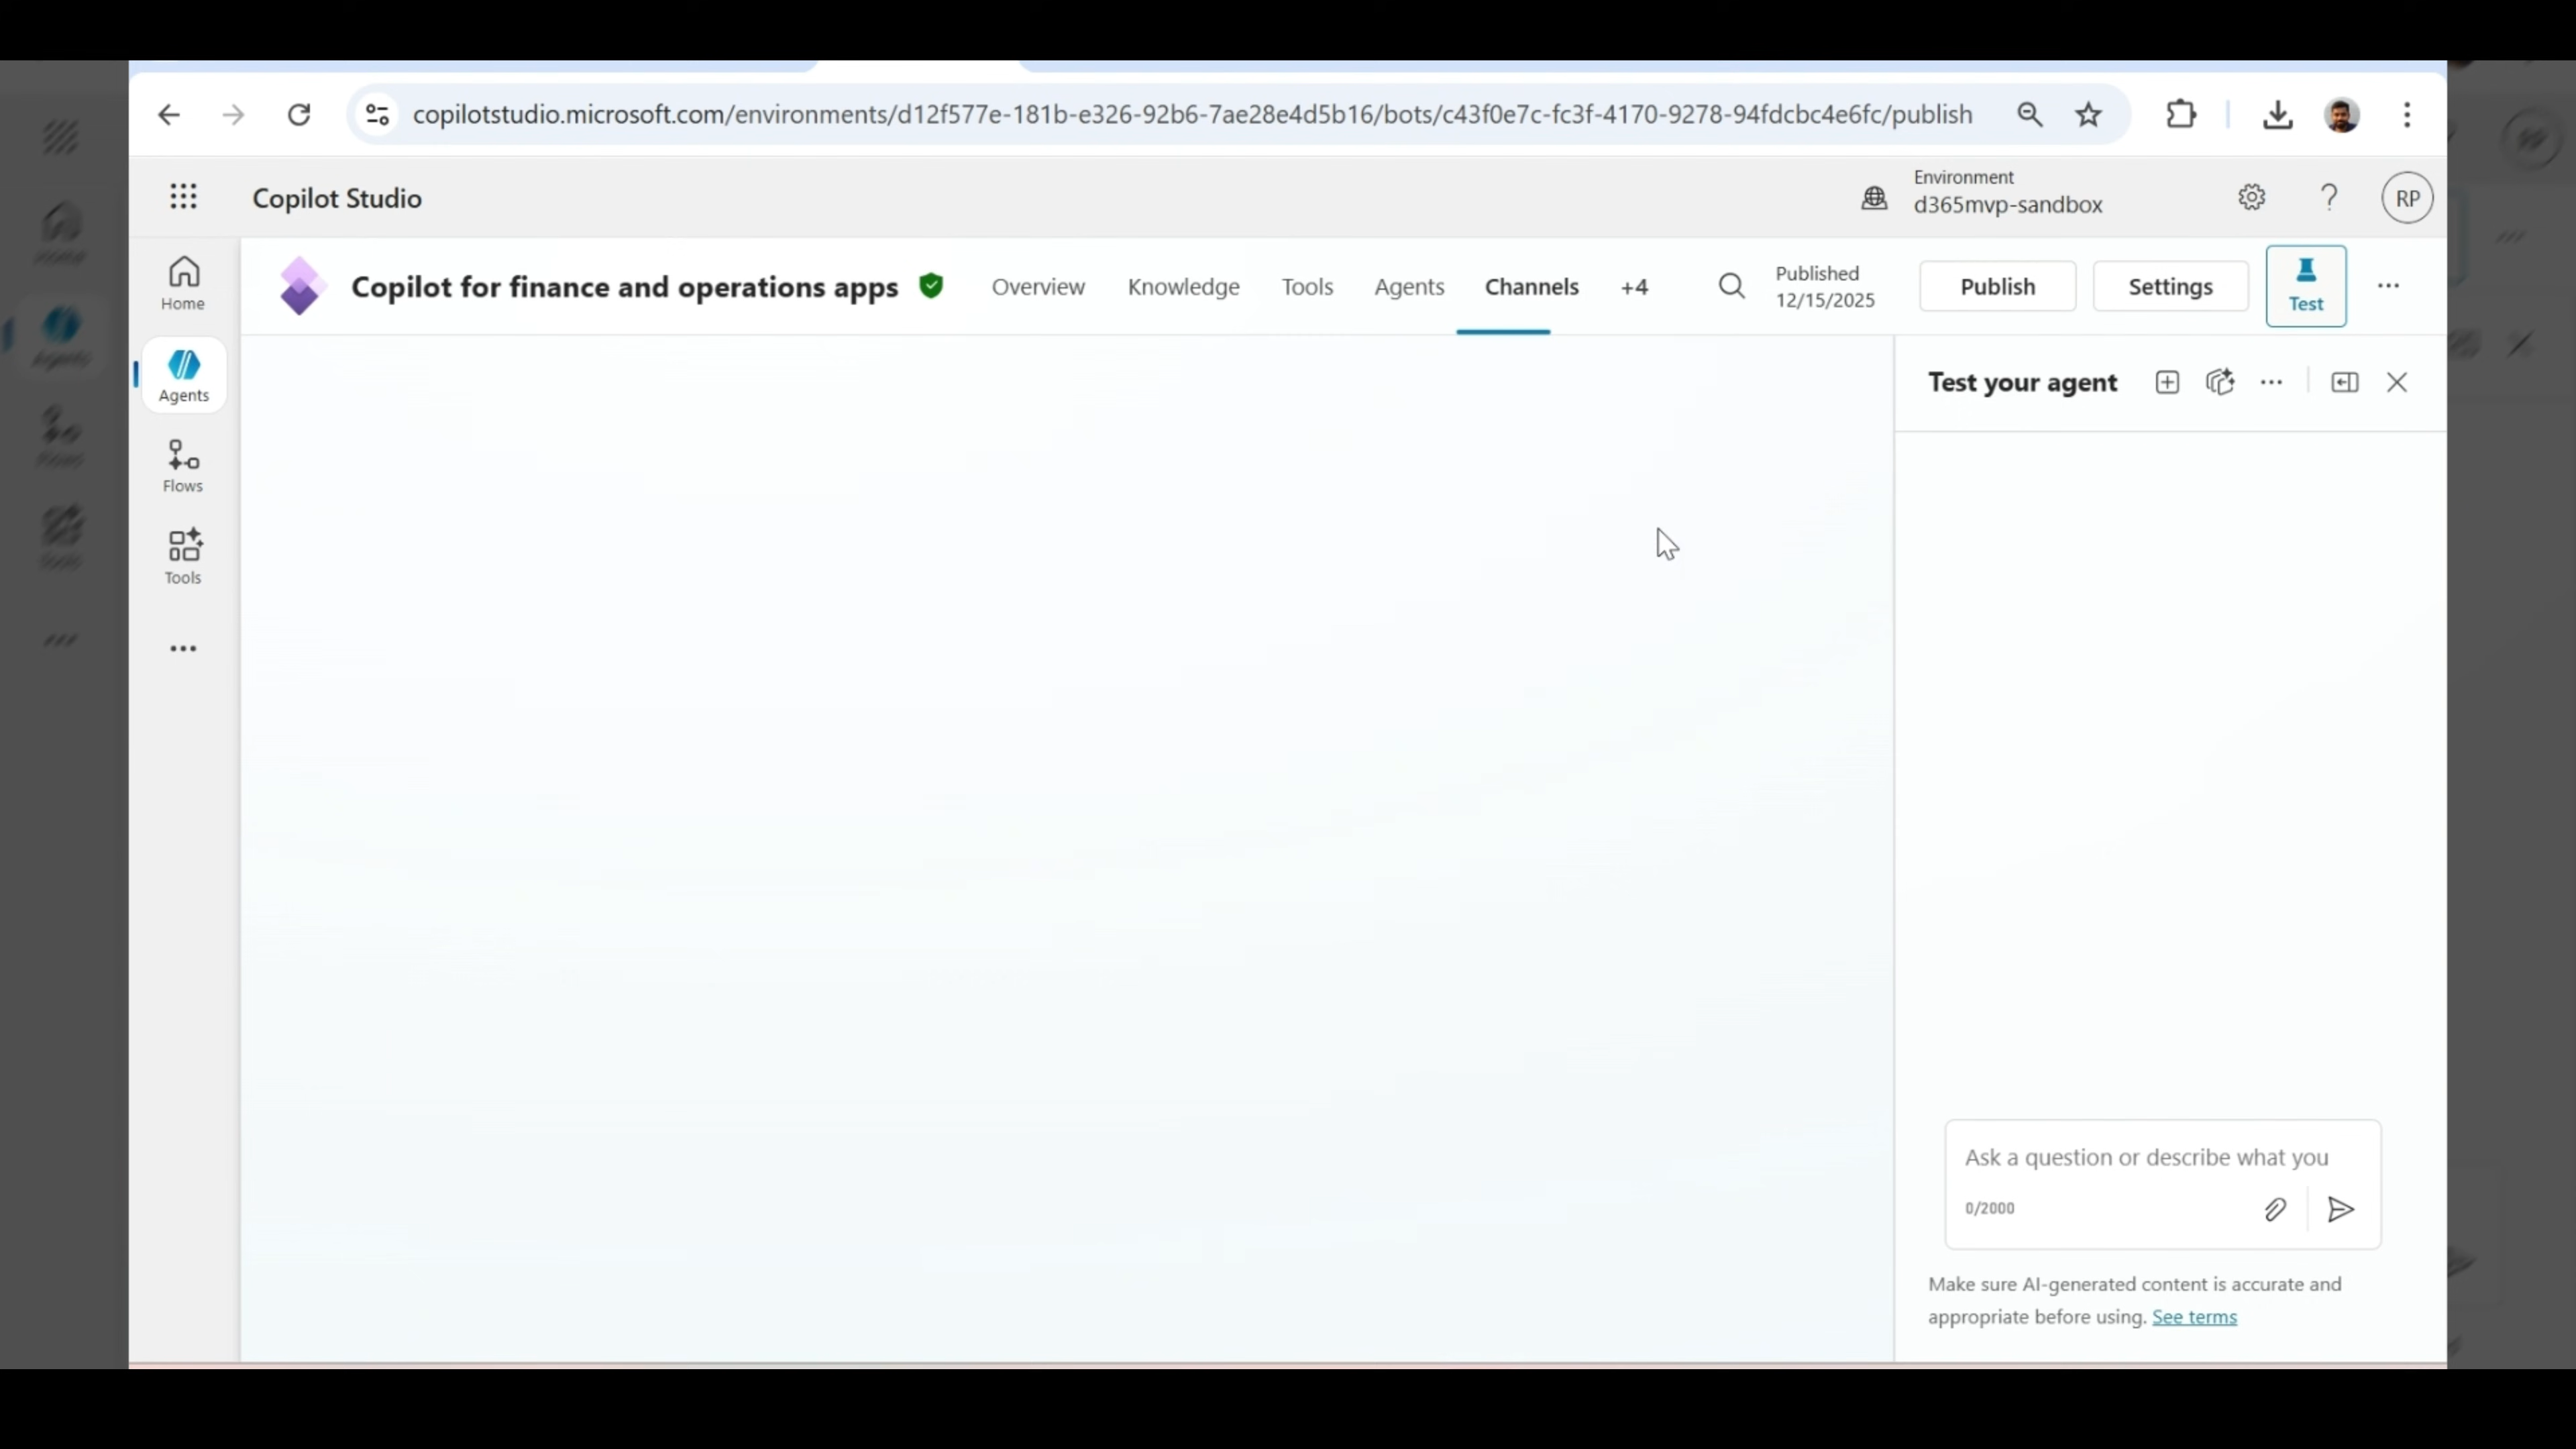 copilotstudio.microsoft.com/environments/d12f577e-181b-e326-92b6-7ae28e4d5b16/bots/c43f0e7c-fc3f-4170-9278-94fdcbc4e6fc/publish
Copilot Studio
Environment
d365mvp-sandbox
RP
Home
Agents
Flows
Tools
Copilot for finance and operations apps
Overview
Knowledge
Tools
Agents
Channels
+4
Published
12/15/2025
Publish
Settings
Test
Test your agent
Ask a question or describe what you
0/2000
Make sure AI-generated content is accurate and
appropriate before using. See terms